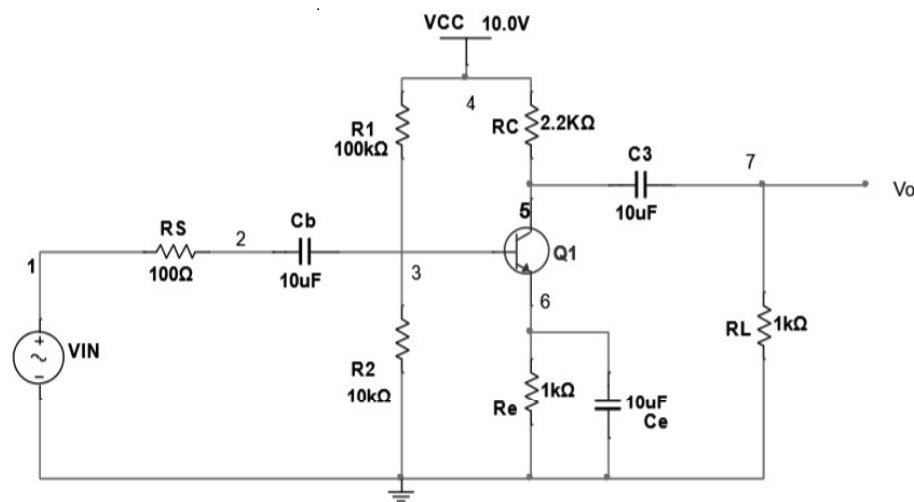 VCC 10.0V
4
R1
100kΩ
RC 2.2KΩ
C3
10uF
7
Vo
5
RS
100Ω
2
Cb
10uF
3
Q1
1
6
VIN
R2
10kΩ
Re
1kΩ
10uF
Ce
RL
1kΩ